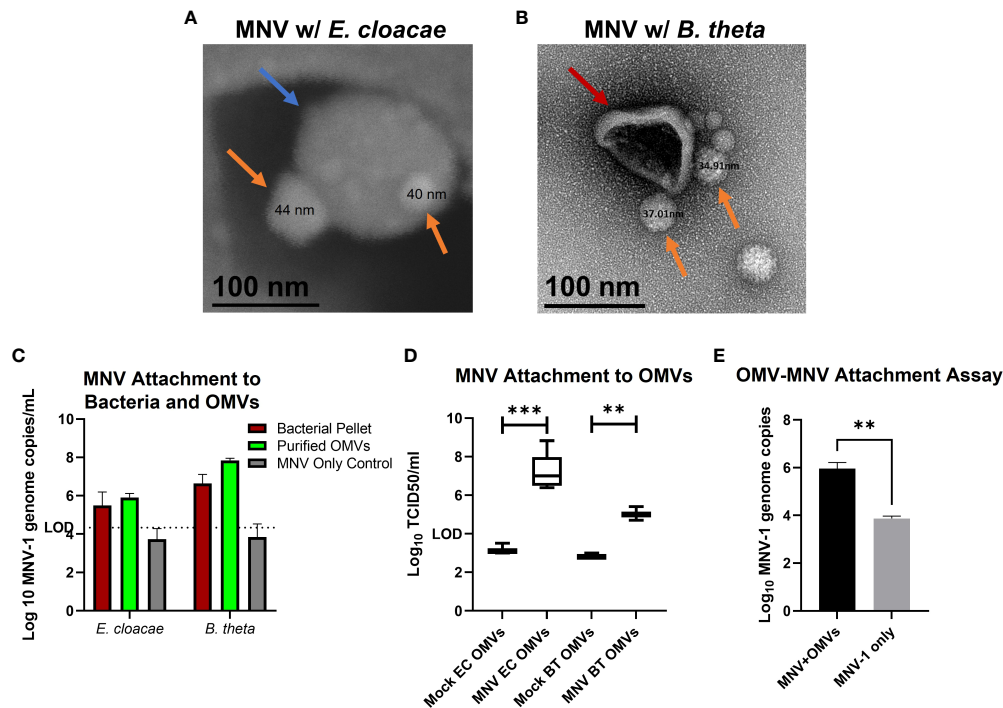 A
MNV w/ E. cloacae
44 nm
40 nm
100 nm
B
MNV w/ B. theta
34.91nm
37.01nm
100 nm
C
MNV Attachment to
Bacteria and OMVs
Log 10 MNV-1 genome copies/mL
10
8
6
LOD
4
2
0
Bacterial Pellet
Purified OMVs
MNV Only Control
E. cloacae
B. theta
D
MNV Attachment to OMVs
Log10 TCID50/ml
10
8
6
LOD
2
0
***
**
Mock EC OMVs
MNV EC OMVs
Mock BT OMVs
MNV BT OMVs
E
OMV-MNV Attachment Assay
Log10 MNV-1 genome copies
8
6
4
2
0
**
MNV+OMVs
MNV-1 only